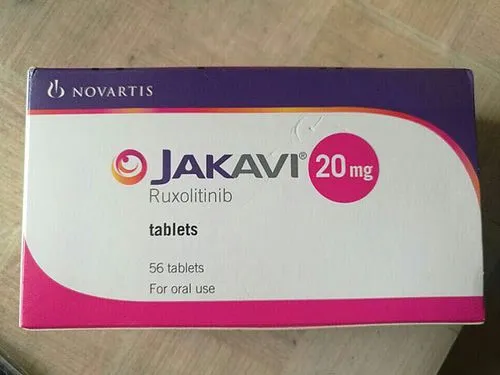 NOVARTIS
JAKAVI® 20 mg
Ruxolitinib
tablets
56 tablets
For oral use